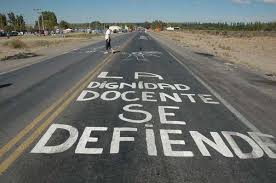 LA
DIGNIDAD
DOCENTE
SE
DEFIENDE